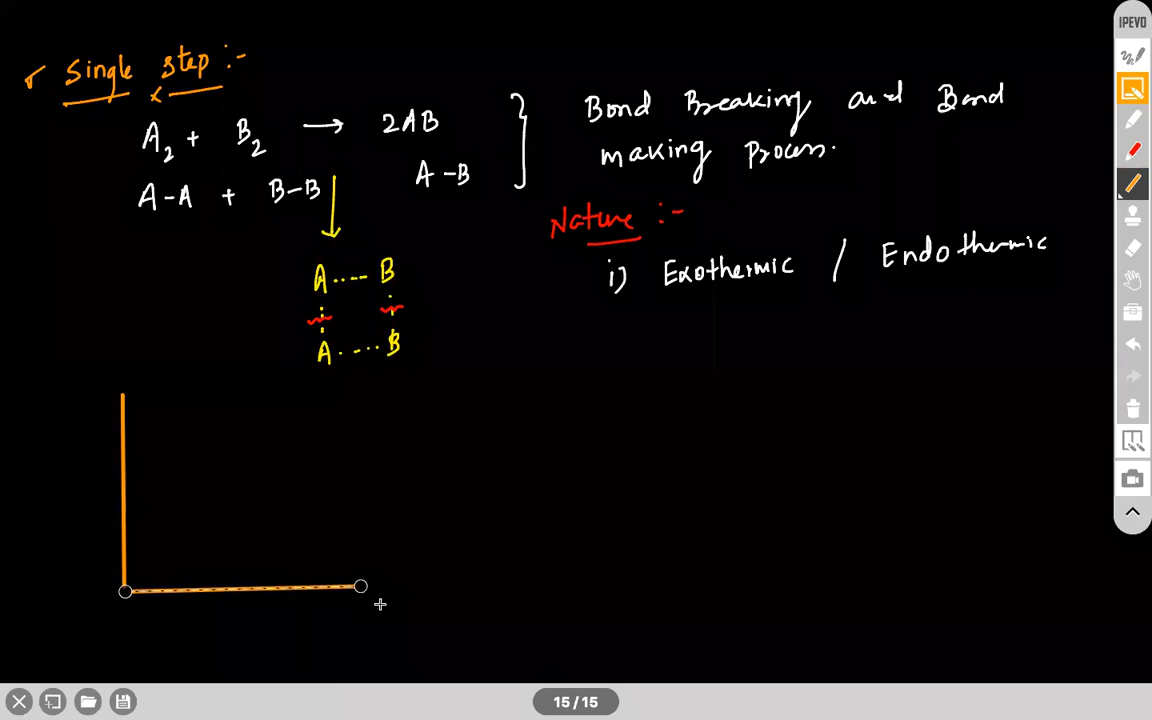 Single step :-
A2 + B2 → 2AB
A-A + B-B
A-B
Bond Breaking and Bond
making Process.
Nature :-
i) Exothermic / Endothermic
A....B
A....B
IPEVO
15/15